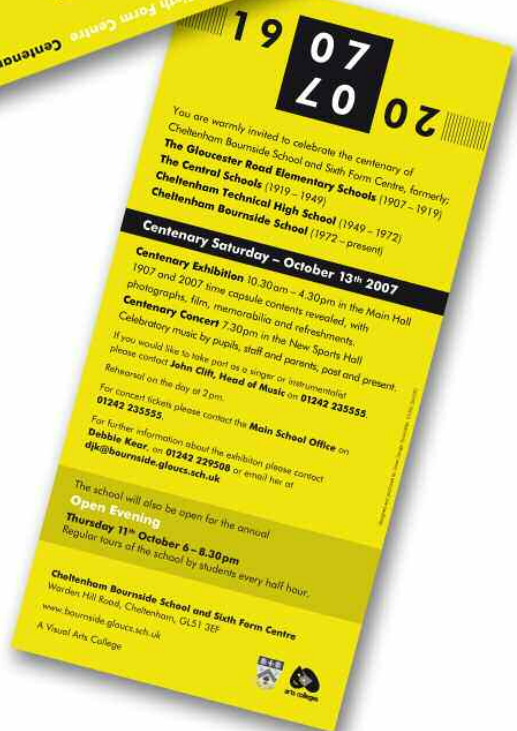 Centenar
Sixth Form Centre
19 07
07 20
You are warmly invited to celebrate the centenary of
Cheltenham Bournside School and Sixth Form Centre, formerly;
The Gloucester Road Elementary Schools (1907 – 1919)
The Central Schools (1919 – 1949)
Cheltenham Technical High School (1949 – 1972)
Cheltenham Bournside School (1972 – present)
Centenary Saturday – October 13th 2007
Centenary Exhibition 10.30am – 4.30pm in the Main Hall
1907 and 2007 time capsule contents revealed, with
photographs, film, memorabilia and refreshments.
Centenary Concert 7.30pm in the New Sports Hall
Celebratory music by pupils, staff and parents, past and present.
If you would like to take part as a singer or instrumentalist
please contact John Clift, Head of Music on 01242 235555.
Rehearsal on the day at 2pm.
For concert tickets please contact the Main School Office on
01242 235555.
For further information about the exhibiton please contact
Debbie Kear, on 01242 229508 or email her at
djk@bournside.gloucs.sch.uk
The school will also be open for the annual
Open Evening
Thursday 11th October 6 – 8.30pm
Regular tours of the school by students every half hour.
Cheltenham Bournside School and Sixth Form Centre
Warden Hill Road, Cheltenham, GL51 3EF
www.bournside.gloucs.sch.uk
A Visual Arts College
arts colleges